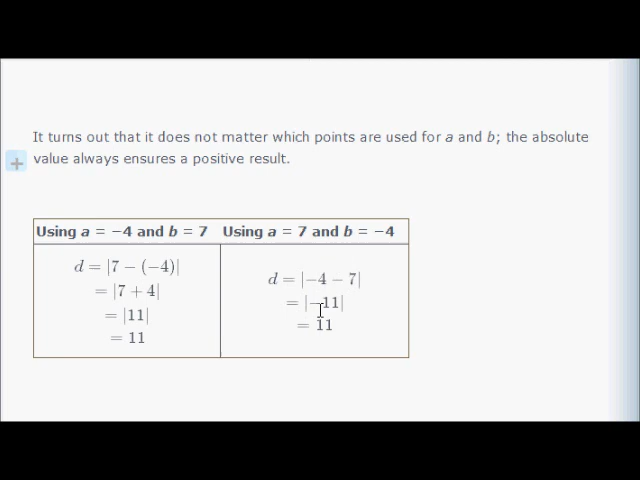 It turns out that it does not matter which points are used for a and b; the absolute
value always ensures a positive result.
Using a = −4 and b = 7 Using a = 7 and b = −4
d = |7 − (−4)|
= |7 + 4|
= |11|
= 11
d = |−4 − 7|
= |−11|
= 11